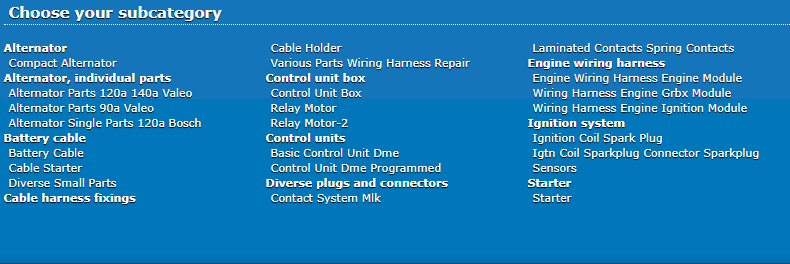 Choose your subcategory
Alternator
Compact Alternator
Alternator, individual parts
Alternator Parts 120a 140a Valeo
Alternator Parts 90a Valeo
Alternator Single Parts 120a Bosch
Battery cable
Battery Cable
Cable Starter
Diverse Small Parts
Cable harness fixings
Cable Holder
Various Parts Wiring Harness Repair
Control unit box
Control Unit Box
Relay Motor
Relay Motor-2
Control units
Basic Control Unit Dme
Control Unit Dme Programmed
Diverse plugs and connectors
Contact System Mlk
Laminated Contacts Spring Contacts
Engine wiring harness
Engine Wiring Harness Engine Module
Wiring Harness Engine Grbx Module
Wiring Harness Engine Ignition Module
Ignition system
Ignition Coil Spark Plug
Igtn Coil Sparkplug Connector Sparkplug
Sensors
Starter
Starter